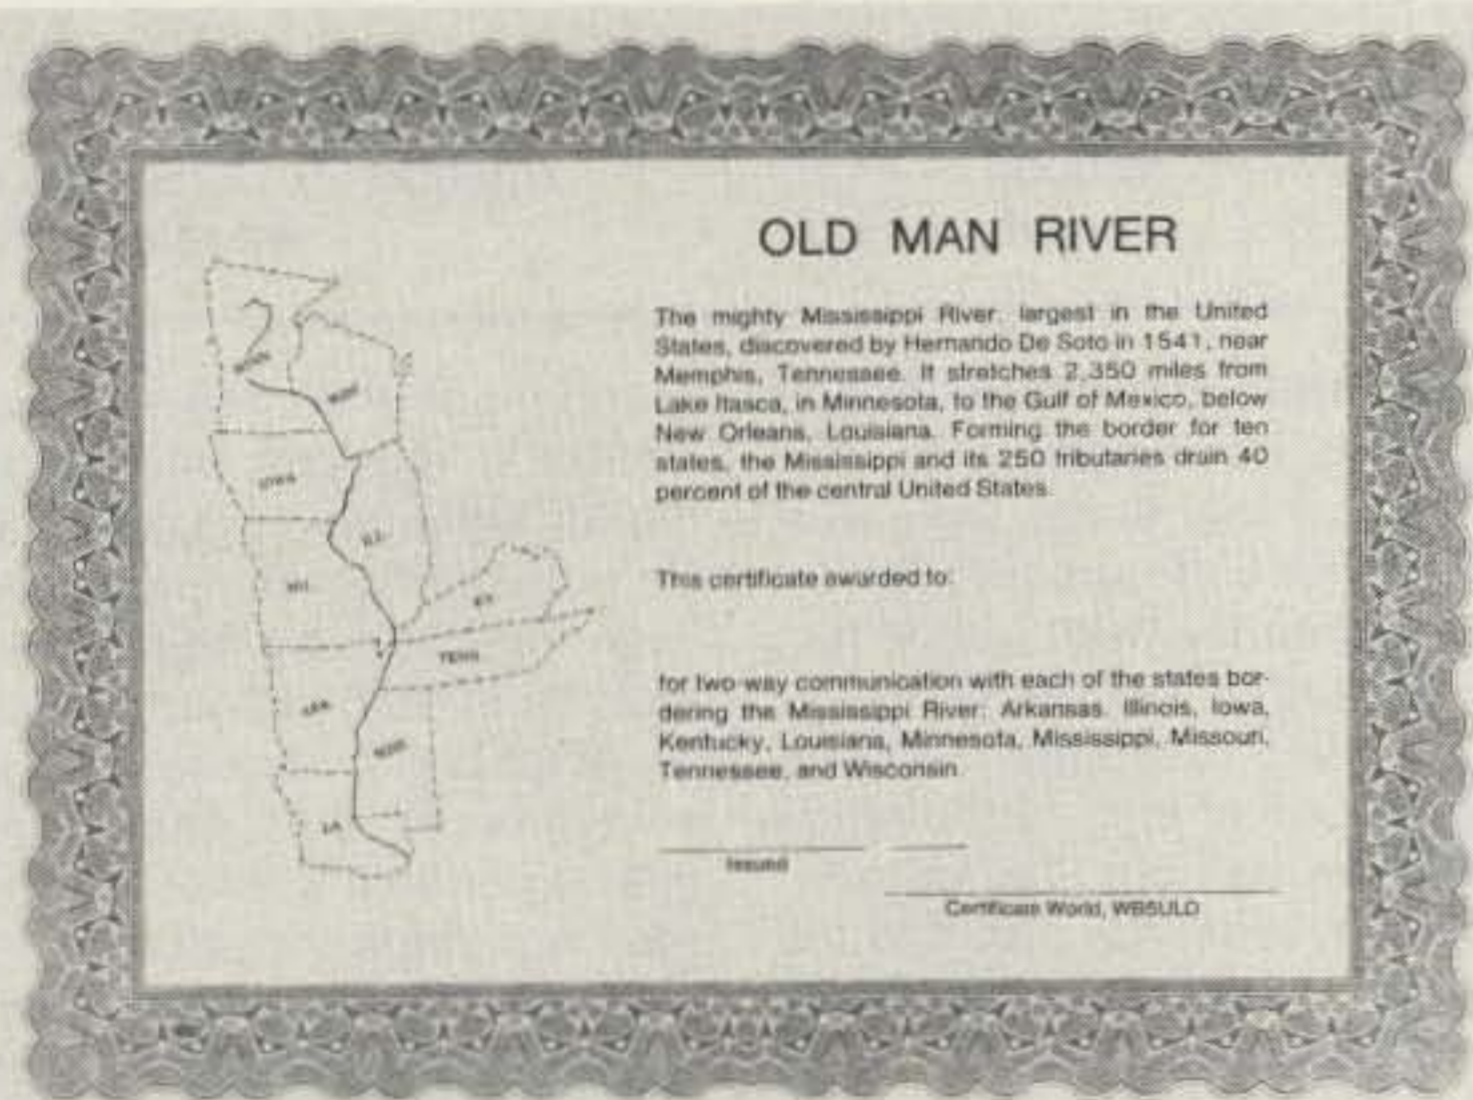 OLD MAN RIVER
The mighty Mississippi River, largest in the United
States, discovered by Hernando De Soto in 1541, near
Memphis, Tennessee. It stretches 2,350 miles from
Lake Itasca, in Minnesota, to the Gulf of Mexico, below
New Orleans, Louisiana. Forming the border for ten
states, the Mississippi and its 250 tributaries drain 40
percent of the central United States.
This certificate awarded to:
for two-way communication with each of the states bor-
dering the Mississippi River: Arkansas, Illinois, Iowa,
Kentucky, Louisiana, Minnesota, Mississippi, Missouri,
Tennessee, and Wisconsin.
Issued
Certificate World, WB5ULD
MINN
IOWA
ILL.
KY.
TENN
ARK
MISS
LA